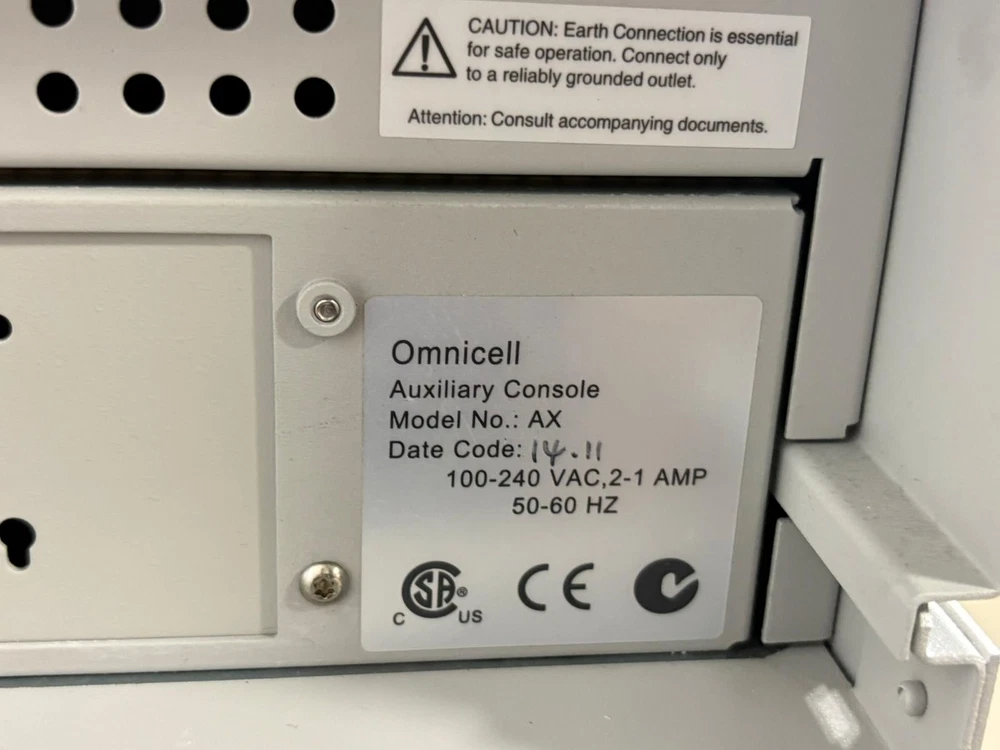 CAUTION: Earth Connection is essential
for safe operation. Connect only
to a reliably grounded outlet.
Attention: Consult accompanying documents.
Omnicell
Auxiliary Console
Model No.: AX
Date Code: 14.11
100-240 VAC,2-1 AMP
50-60 HZ
C SA® US CE